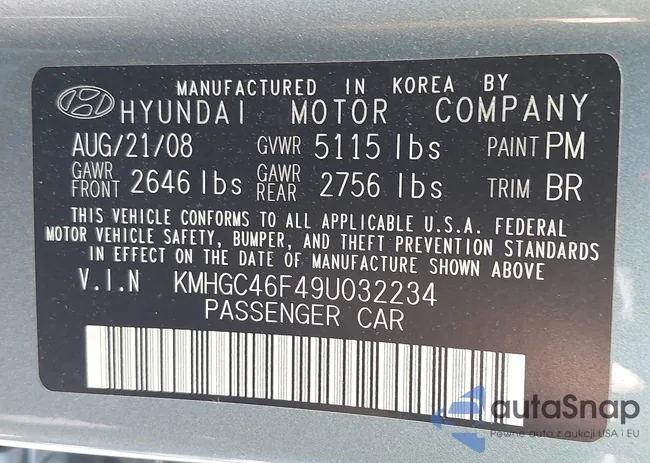 MANUFACTURED IN KOREA BY
HYUNDAI MOTOR COMPANY
AUG/21/08 GVWR 5115 lbs PAINT PM
GAWR FRONT 2646 lbs GAWR REAR 2756 lbs TRIM BR
THIS VEHICLE CONFORMS TO ALL APPLICABLE U.S.A. FEDERAL
MOTOR VEHICLE SAFETY, BUMPER, AND THEFT PREVENTION STANDARDS
IN EFFECT ON THE DATE OF MANUFACTURE SHOWN ABOVE
V.I.N KMHGC46F49U032234
PASSENGER CAR
autaSnap
Pewne auta z aukcji USA i EU